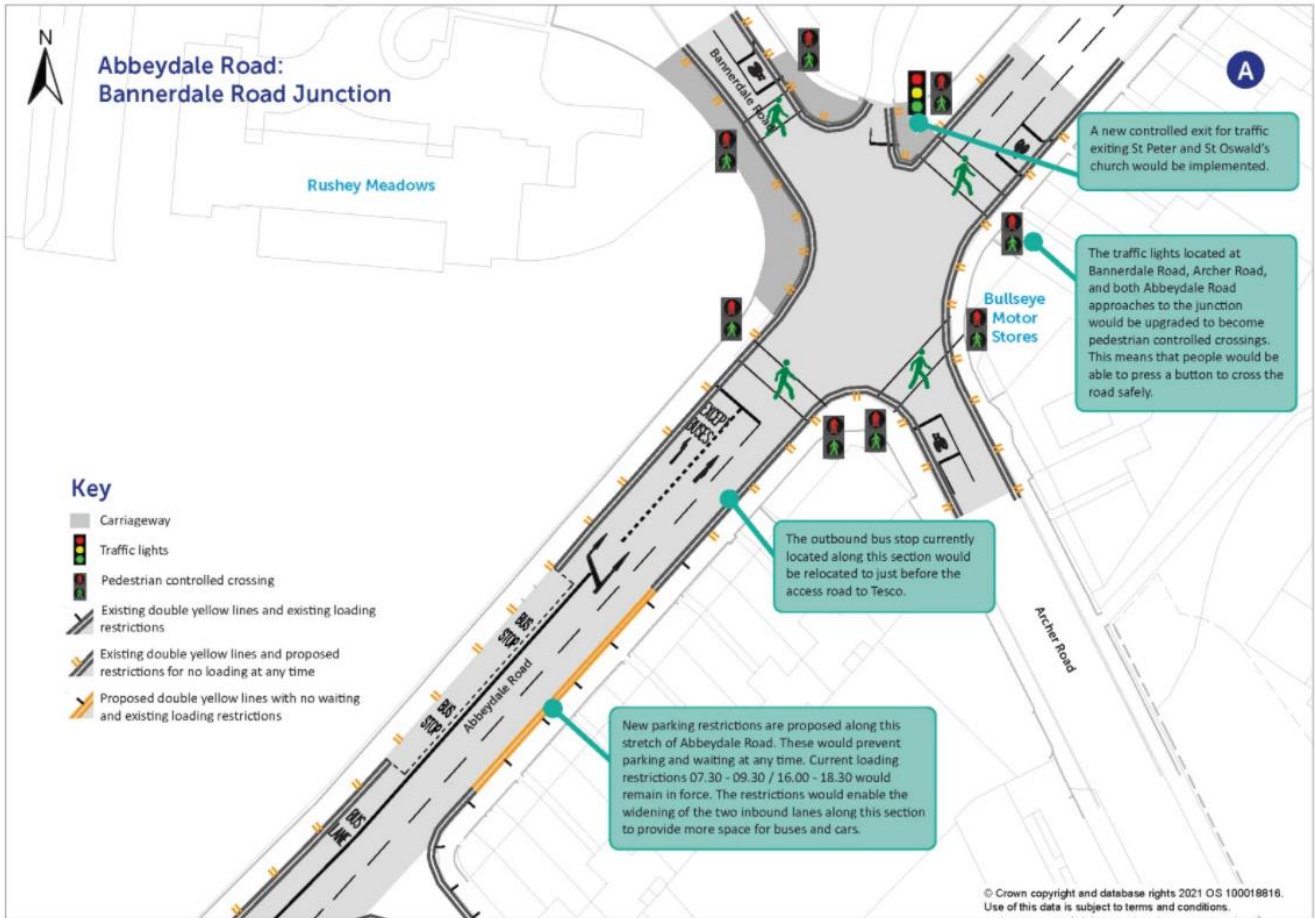 N
Abbeydale Road:
Bannerdale Road Junction
A
Bannerdale Road
A new controlled exit for traffic
exiting St Peter and St Oswald's
church would be implemented.
Rushey Meadows
The traffic lights located at
Bannerdale Road, Archer Road,
and both Abbeydale Road
approaches to the junction
would be upgraded to become
pedestrian controlled crossings.
This means that people would be
able to press a button to cross the
road safely.
Bullseye
Motor
Stores
EXCEPT
BUSES
Key
Carriageway
Traffic lights
Pedestrian controlled crossing
Existing double yellow lines and existing loading
restrictions
Existing double yellow lines and proposed
restrictions for no loading at any time
Proposed double yellow lines with no waiting
and existing loading restrictions
The outbound bus stop currently
located along this section would
be relocated to just before the
access road to Tesco.
BUS
STOP
BUS
STOP
Abbeydale Road
Archer Road
New parking restrictions are proposed along this
stretch of Abbeydale Road. These would prevent
parking and waiting at any time. Current loading
restrictions 07.30 - 09.30 / 16.00 - 18.30 would
remain in force. The restrictions would enable the
widening of the two inbound lanes along this section
to provide more space for buses and cars.
BUS
LANE
© Crown copyright and database rights 2021 OS 100018816.
Use of this data is subject to terms and conditions.